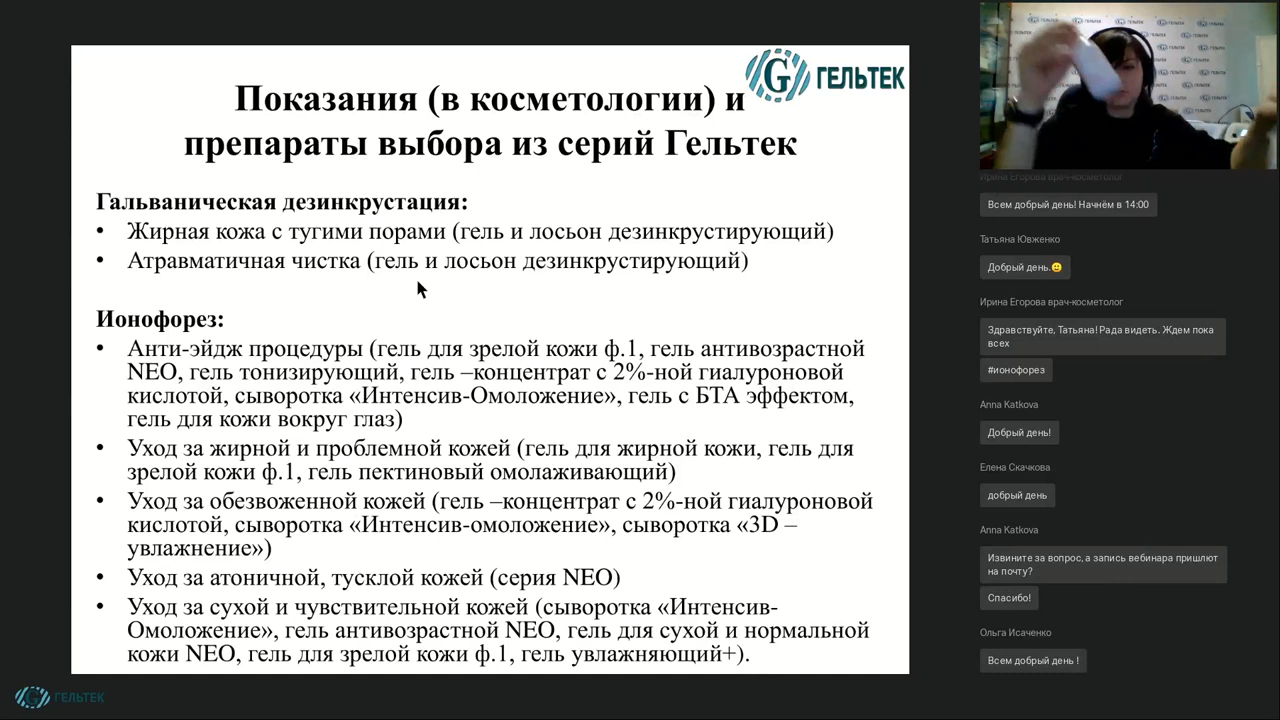 ГЕЛЬТЕК
Показания (в косметологии) и
препараты выбора из серий Гельтек
Гальваническая дезинкрустация:
• Жирная кожа с тугими порами (гель и лосьон дезинкрустирующий)
• Атравматичная чистка (гель и лосьон дезинкрустирующий)
Ионофорез:
• Анти-эйдж процедуры (гель для зрелой кожи ф.1, гель антивозрастной
NEO, гель тонизирующий, гель –концентрат с 2%-ной гиалуроновой
кислотой, сыворотка «Интенсив-Омоложение», гель с БТА эффектом,
гель для кожи вокруг глаз)
• Уход за жирной и проблемной кожей (гель для жирной кожи, гель для
зрелой кожи ф.1, гель пектиновый омолаживающий)
• Уход за обезвоженной кожей (гель –концентрат с 2%-ной гиалуроновой
кислотой, сыворотка «Интенсив-омоложение», сыворотка «3D –
увлажнение»)
• Уход за атоничной, тусклой кожей (серия NEO)
• Уход за сухой и чувствительной кожей (сыворотка «Интенсив-
Омоложение», гель антивозрастной NEO, гель для сухой и нормальной
кожи NEO, гель для зрелой кожи ф.1, гель увлажняющий+).
ГЕЛЬТЕК
Ирина Егорова врач-косметолог
Всем добрый день! Начнём в 14:00
Татьяна Ювженко
Добрый день.🙂
Ирина Егорова врач-косметолог
Здравствуйте, Татьяна! Рада видеть. Ждем пока
всех
#ионофорез
Anna Katkova
Добрый день!
Елена Скачкова
добрый день
Anna Katkova
Извините за вопрос, а запись вебинара пришлют
на почту?
Спасибо!
Ольга Исаченко
Всем добрый день !